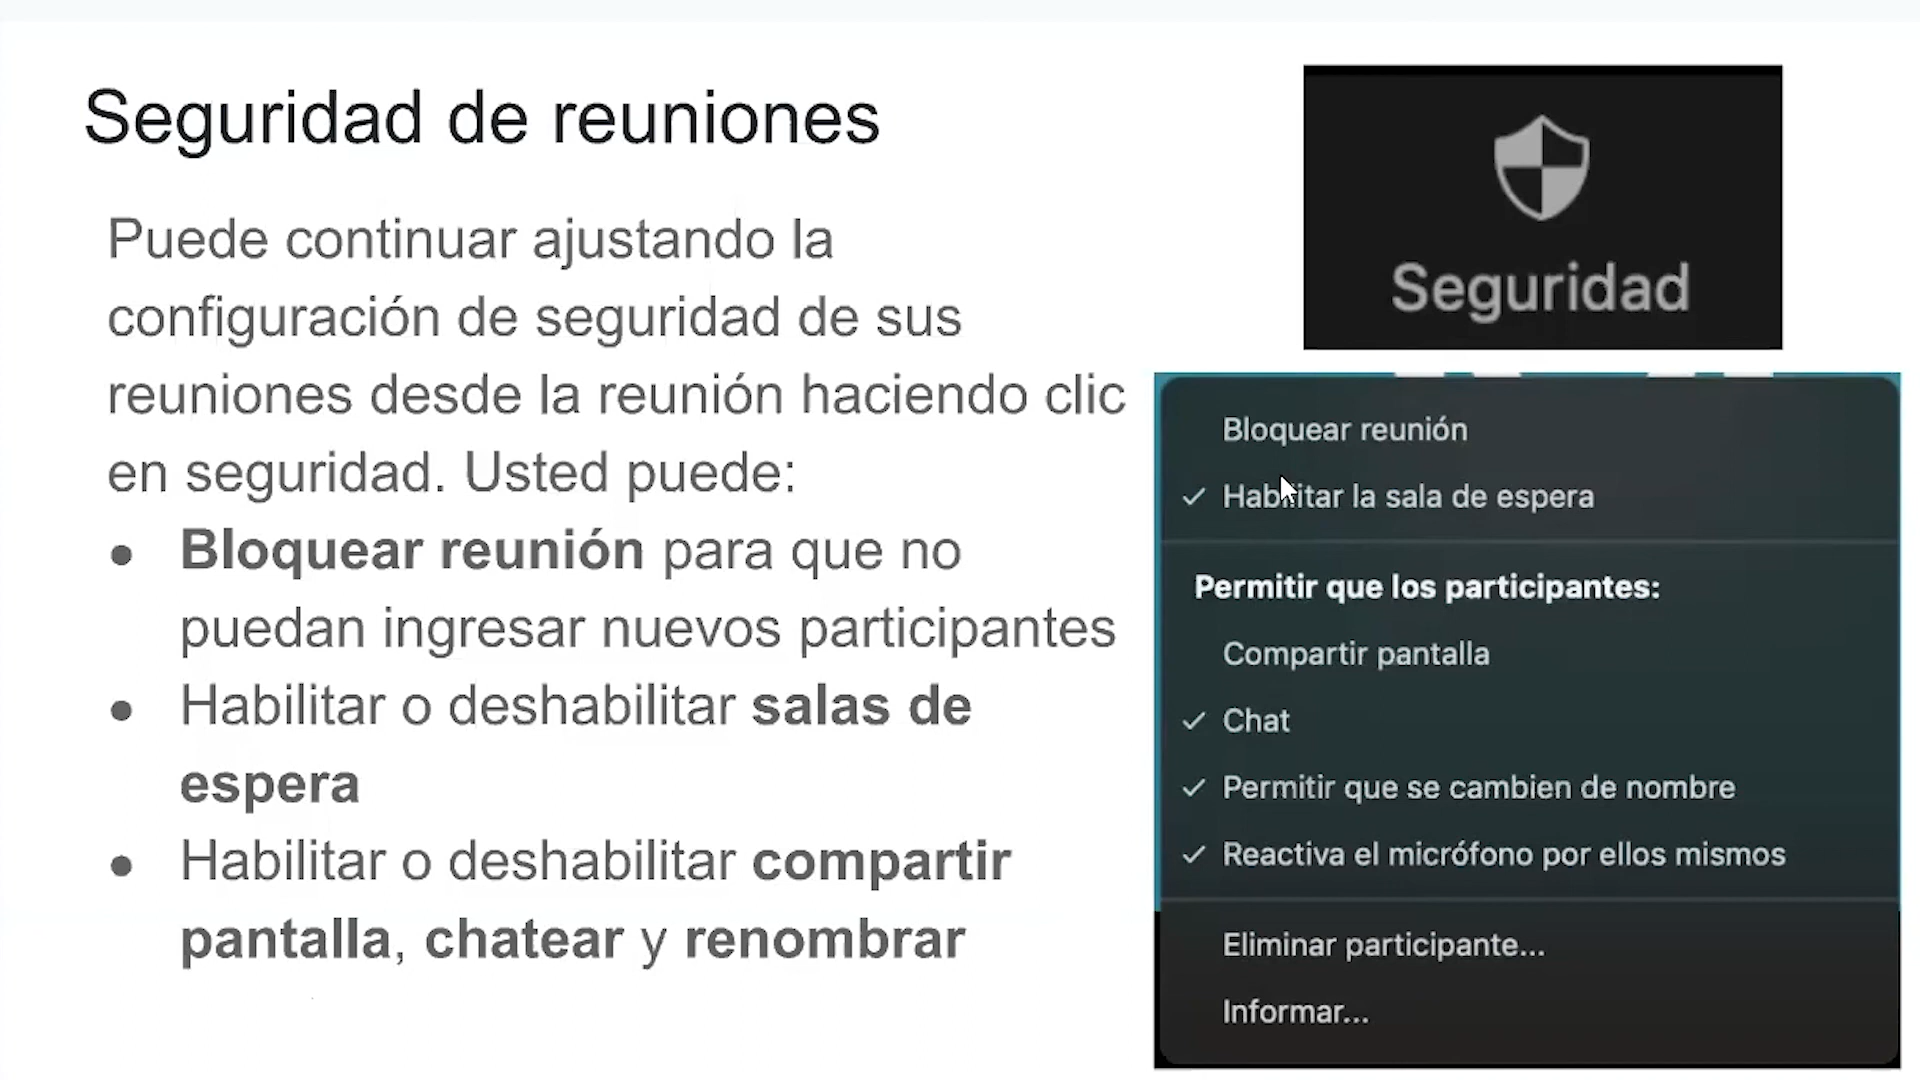 Seguridad de reuniones
Puede continuar ajustando la
configuración de seguridad de sus
reuniones desde la reunión haciendo clic
en seguridad. Usted puede:
● Bloquear reunión para que no
puedan ingresar nuevos participantes
● Habilitar o deshabilitar salas de
espera
● Habilitar o deshabilitar compartir
pantalla, chatear y renombrar
Seguridad
Bloquear reunión
✓ Habilitar la sala de espera
Permitir que los participantes:
Compartir pantalla
✓ Chat
✓ Permitir que se cambien de nombre
✓ Reactiva el micrófono por ellos mismos
Eliminar participante...
Informar...